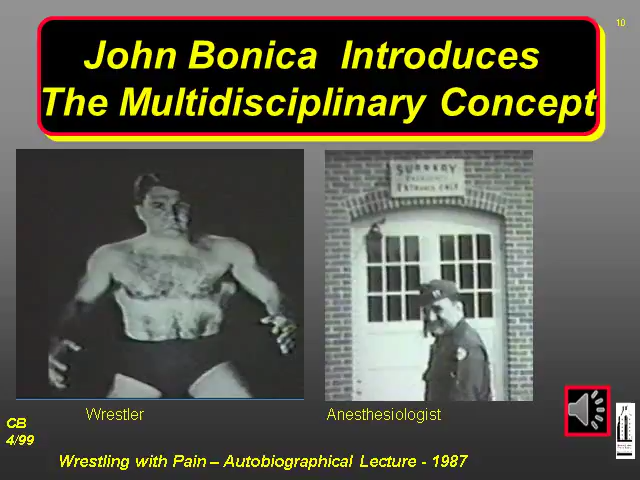 10
John Bonica Introduces
The Multidisciplinary Concept
SURGERY
ENTRANCE ONLY
Wrestler
Anesthesiologist
CB
4/99
Wrestling with Pain – Autobiographical Lecture - 1987